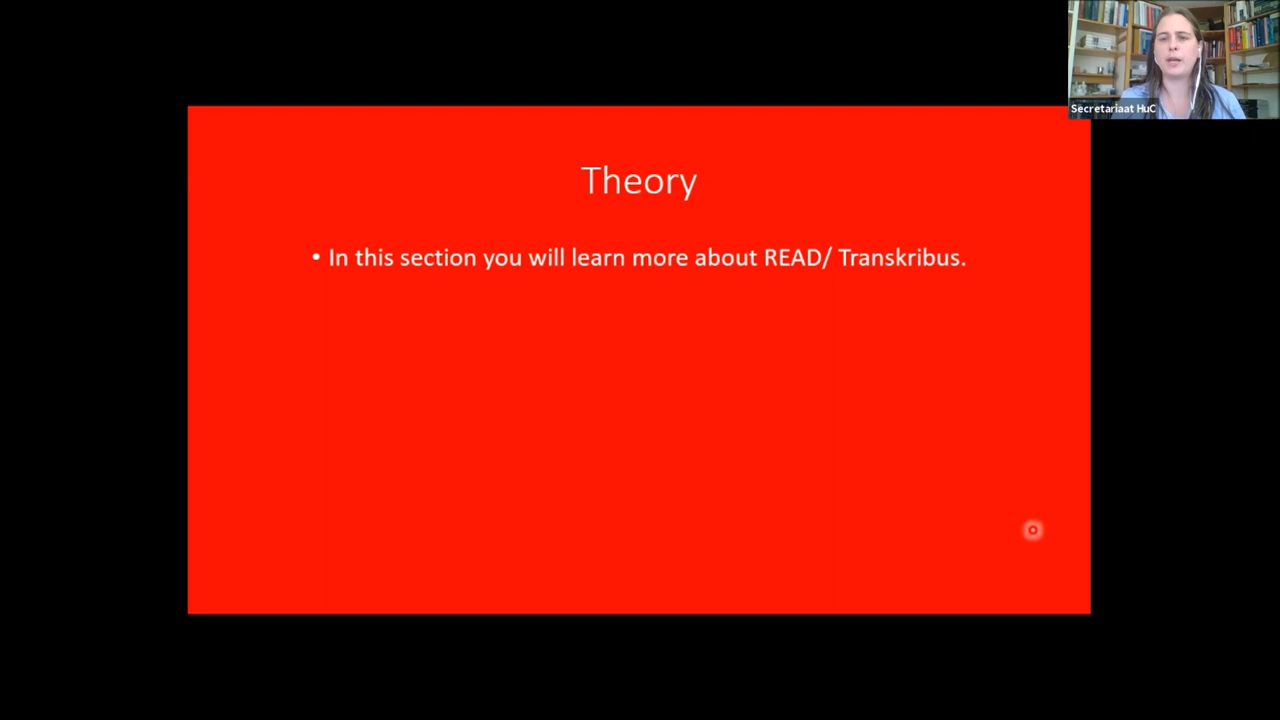 Secretariaat HuC
Theory
• In this section you will learn more about READ/ Transkribus.